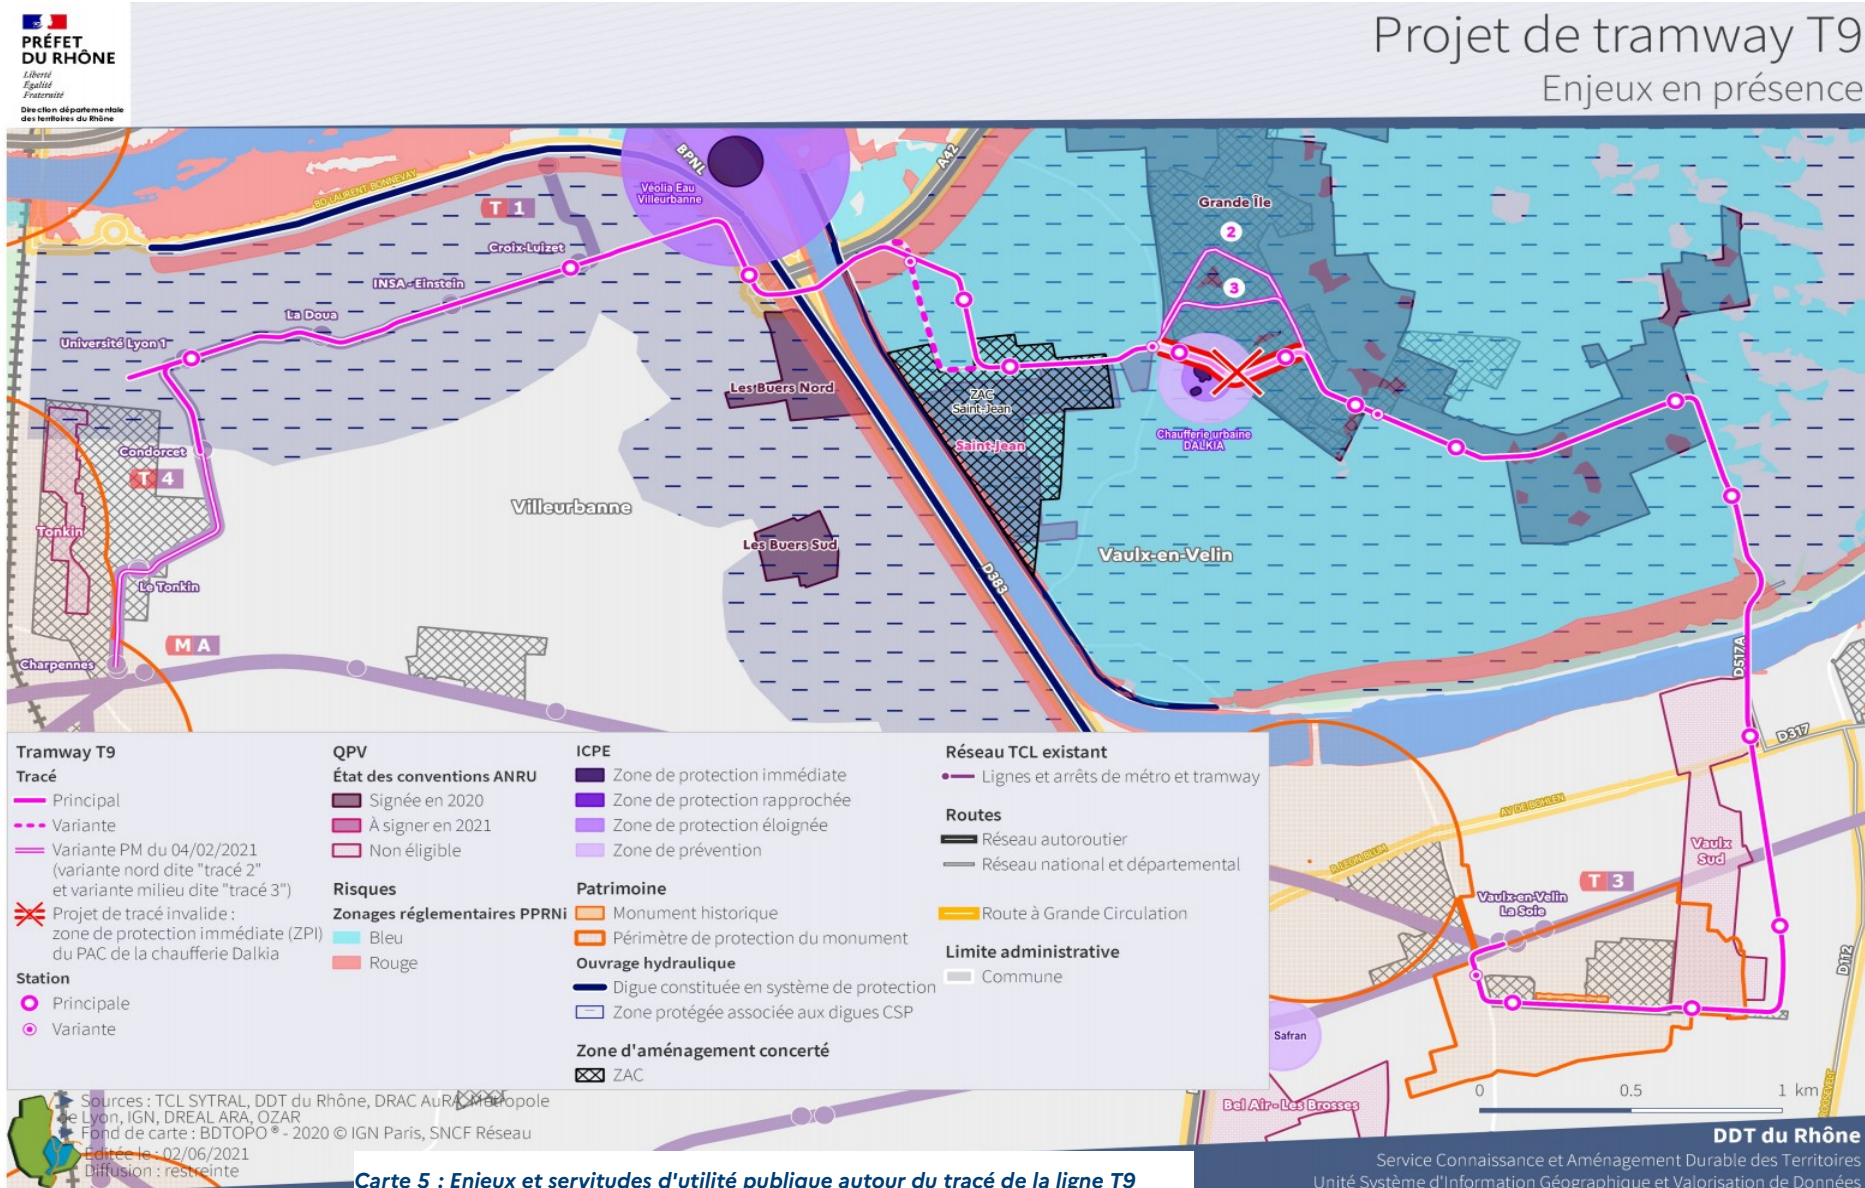 PRÉFET
DU RHÔNE
Liberté
Égalité
Fraternité
Direction départementale
des territoires du Rhône
Projet de tramway T9
Enjeux en présence
BD LAURENT-BONNEVAY
BPNL
A42
Véolia Eau
Villeurbanne
T 1
Croix-Luizet
INSA-Einstein
La Doua
Université Lyon 1
Grande Île
2
3
Les Buers Nord
ZAC
Saint-Jean
Saint-Jean
Chaufferie urbaine
DALKIA
Condorcet
T 4
Tonkin
Villeurbanne
Les Buers Sud
Vaulx-en-Velin
D383
Le Tonkin
M A
Charpennes
D517A
D317
AV DE BOHLEN
R LEON BLUM
Vaulx
Sud
T 3
Vaulx-en-Velin
La Soie
D112
Safran
Bel Air-Les Brosses
ROOSEVELT
Tramway T9
Tracé
Principal
Variante
Variante PM du 04/02/2021
(variante nord dite "tracé 2"
et variante milieu dite "tracé 3")
Projet de tracé invalide :
zone de protection immédiate (ZPI)
du PAC de la chaufferie Dalkia
Station
Principale
Variante
QPV
État des conventions ANRU
Signée en 2020
À signer en 2021
Non éligible
Risques
Zonages réglementaires PPRNi
Bleu
Rouge
ICPE
Zone de protection immédiate
Zone de protection rapprochée
Zone de protection éloignée
Zone de prévention
Patrimoine
Monument historique
Périmètre de protection du monument
Ouvrage hydraulique
Digue constituée en système de protection
Zone protégée associée aux digues CSP
Zone d'aménagement concerté
ZAC
Réseau TCL existant
Lignes et arrêts de métro et tramway
Routes
Réseau autoroutier
Réseau national et départemental
Route à Grande Circulation
Limite administrative
Commune
0 0.5 1 km
Sources : TCL SYTRAL, DDT du Rhône, DRAC AuRA, Métropole
de Lyon, IGN, DREAL ARA, OZAR
Fond de carte : BDTOPO ® - 2020 © IGN Paris, SNCF Réseau
Editée le : 02/06/2021
Diffusion : restreinte
Carte 5 : Enjeux et servitudes d'utilité publique autour du tracé de la ligne T9
DDT du Rhône
Service Connaissance et Aménagement Durable des Territoires
Unité Système d'Information Géographique et Valorisation de Données